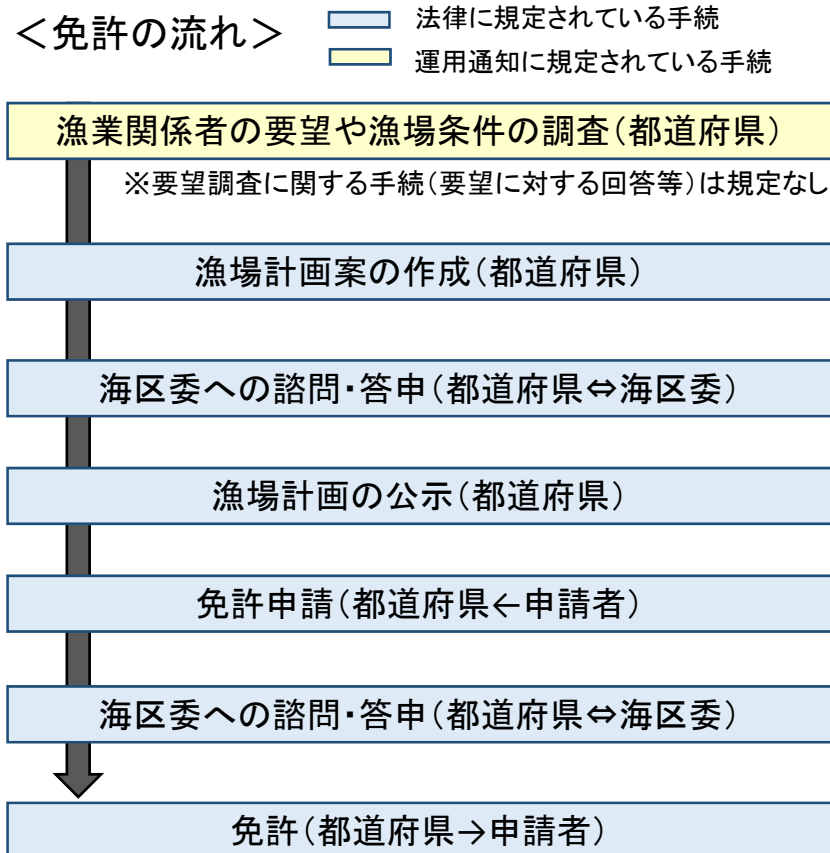 ＜免許の流れ＞
法律に規定されている手続
運用通知に規定されている手続
漁業関係者の要望や漁場条件の調査（都道府県）
※要望調査に関する手続（要望に対する回答等）は規定なし
漁場計画案の作成（都道府県）
海区委への諮問・答申（都道府県⇔海区委）
漁場計画の公示（都道府県）
免許申請（都道府県←申請者）
海区委への諮問・答申（都道府県⇔海区委）
免許（都道府県→申請者）